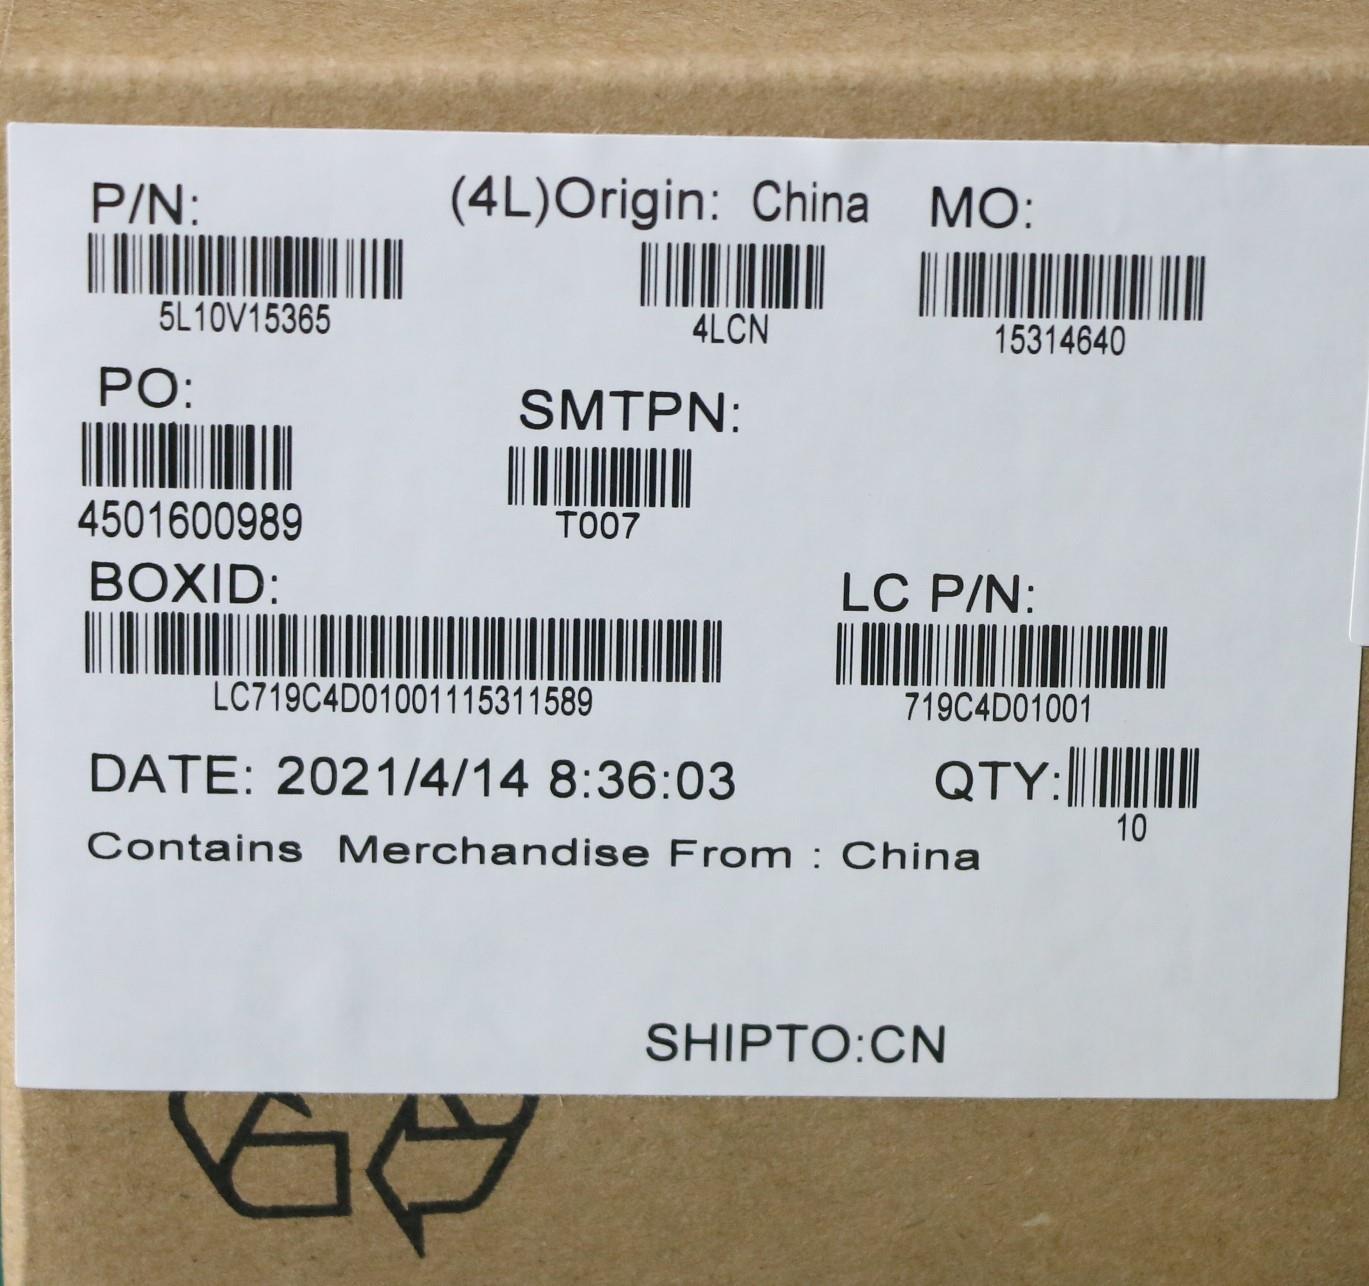 P/N: (4L)Origin: China MO:
5L10V15365 4LCN 15314640
PO: SMTPN:
4501600989 T007
BOXID: LC P/N:
LC719C4D01001115311589 719C4D01001
DATE: 2021/4/14 8:36:03 QTY:
10
Contains Merchandise From : China
SHIPTO:CN